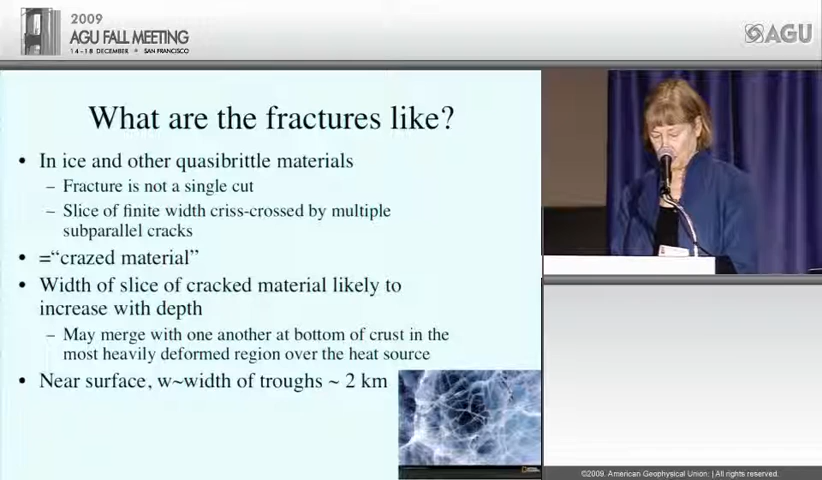 2009
AGU FALL MEETING
14-18 DECEMBER • SAN FRANCISCO
AGU
What are the fractures like?
• In ice and other quasibrittle materials
– Fracture is not a single cut
– Slice of finite width criss-crossed by multiple
subparallel cracks
• =“crazed material”
• Width of slice of cracked material likely to
increase with depth
– May merge with one another at bottom of crust in the
most heavily deformed region over the heat source
• Near surface, w~width of troughs ~ 2 km
©2009. American Geophysical Union; | All rights reserved.